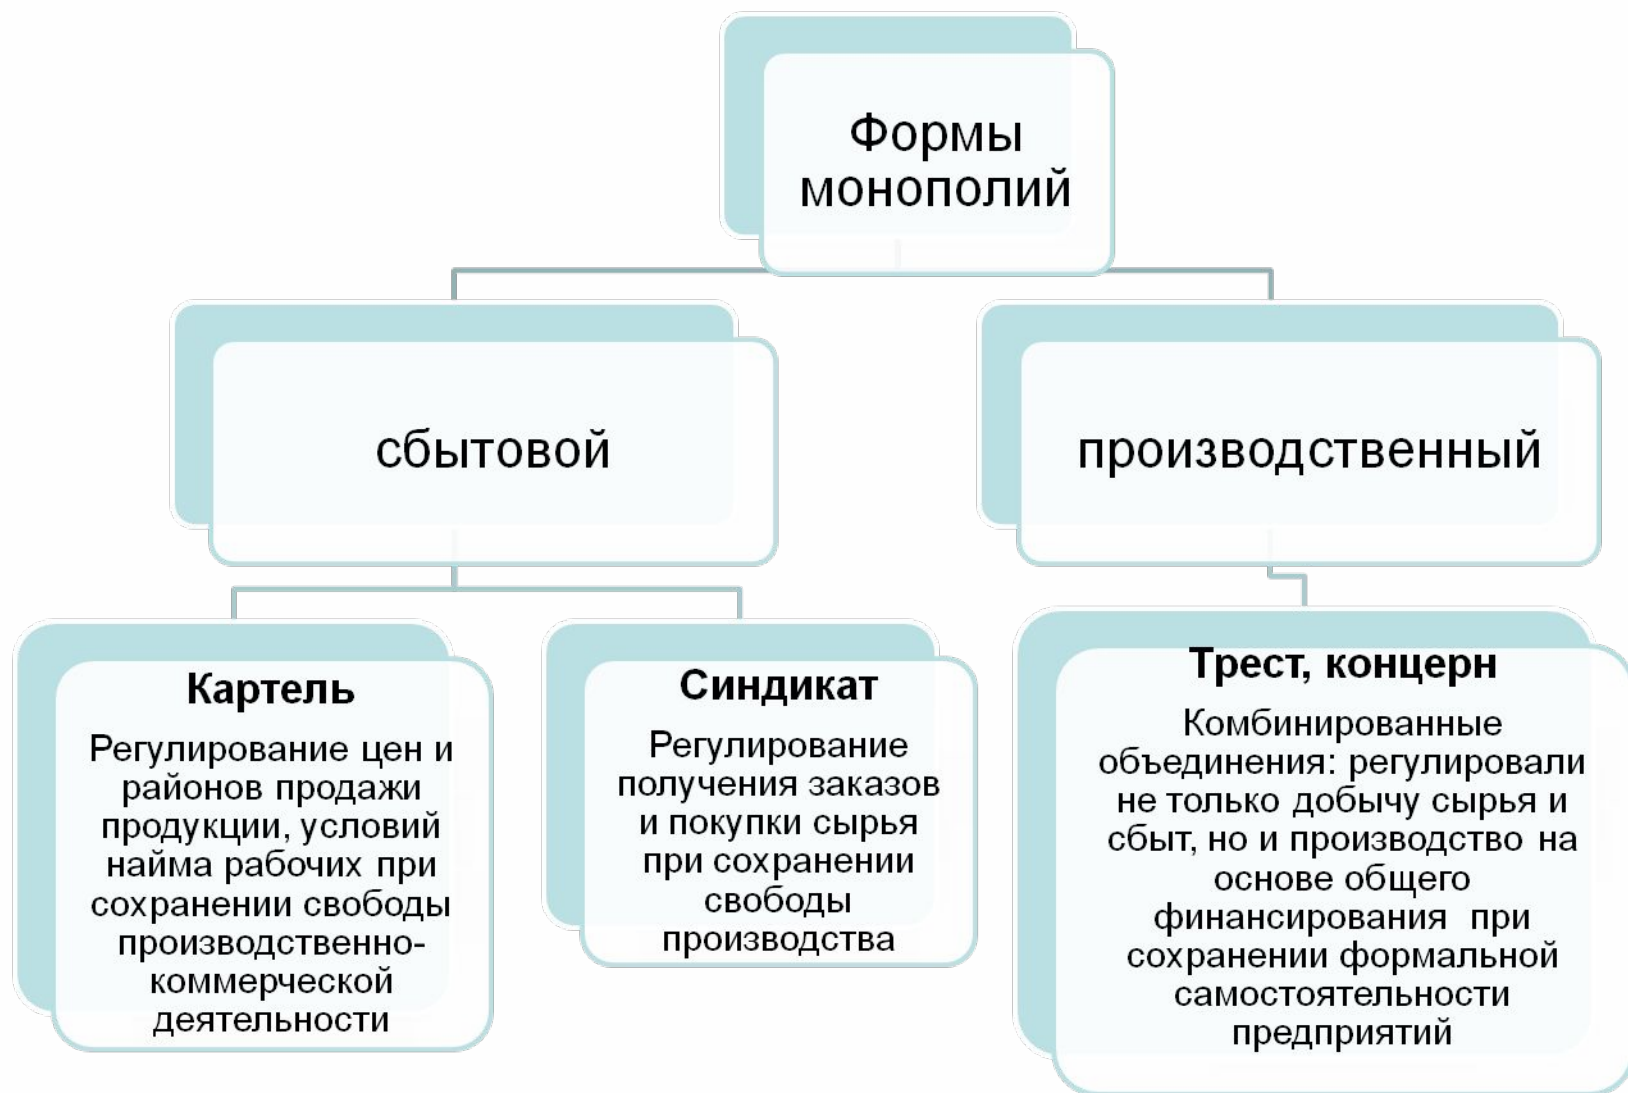 Формы
монополий
сбытовой
производственный
Картель
Регулирование цен и
районов продажи
продукции, условий
найма рабочих при
сохранении свободы
производственно-
коммерческой
деятельности
Синдикат
Регулирование
получения заказов
и покупки сырья
при сохранении
свободы
производства
Трест, концерн
Комбинированные
объединения: регулировали
не только добычу сырья и
сбыт, но и производство на
основе общего
финансирования при
сохранении формальной
самостоятельности
предприятий